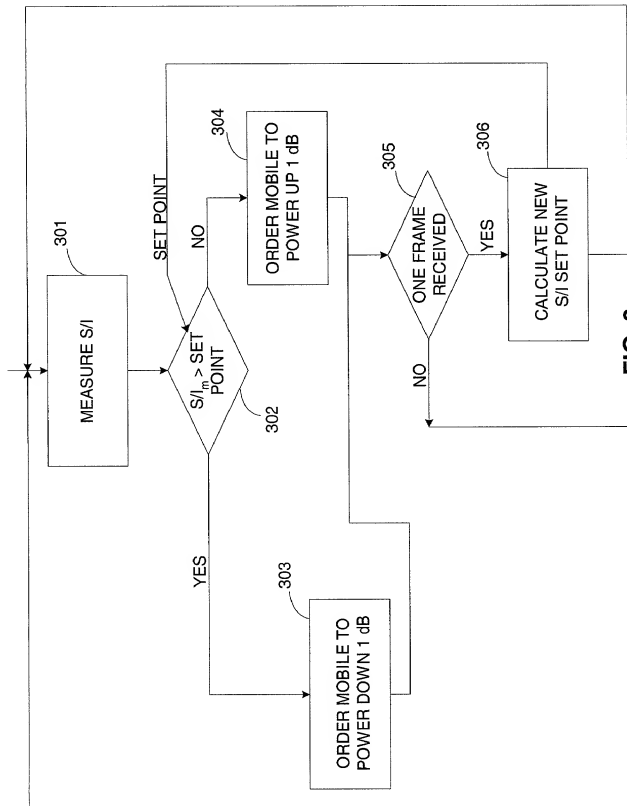 301
MEASURE S/I
SET POINT
S/Im > SET
POINT
302
NO
YES
304
ORDER MOBILE TO
POWER UP 1 dB
303
ORDER MOBILE TO
POWER DOWN 1 dB
305
ONE FRAME
RECEIVED
NO
YES
306
CALCULATE NEW
S/I SET POINT